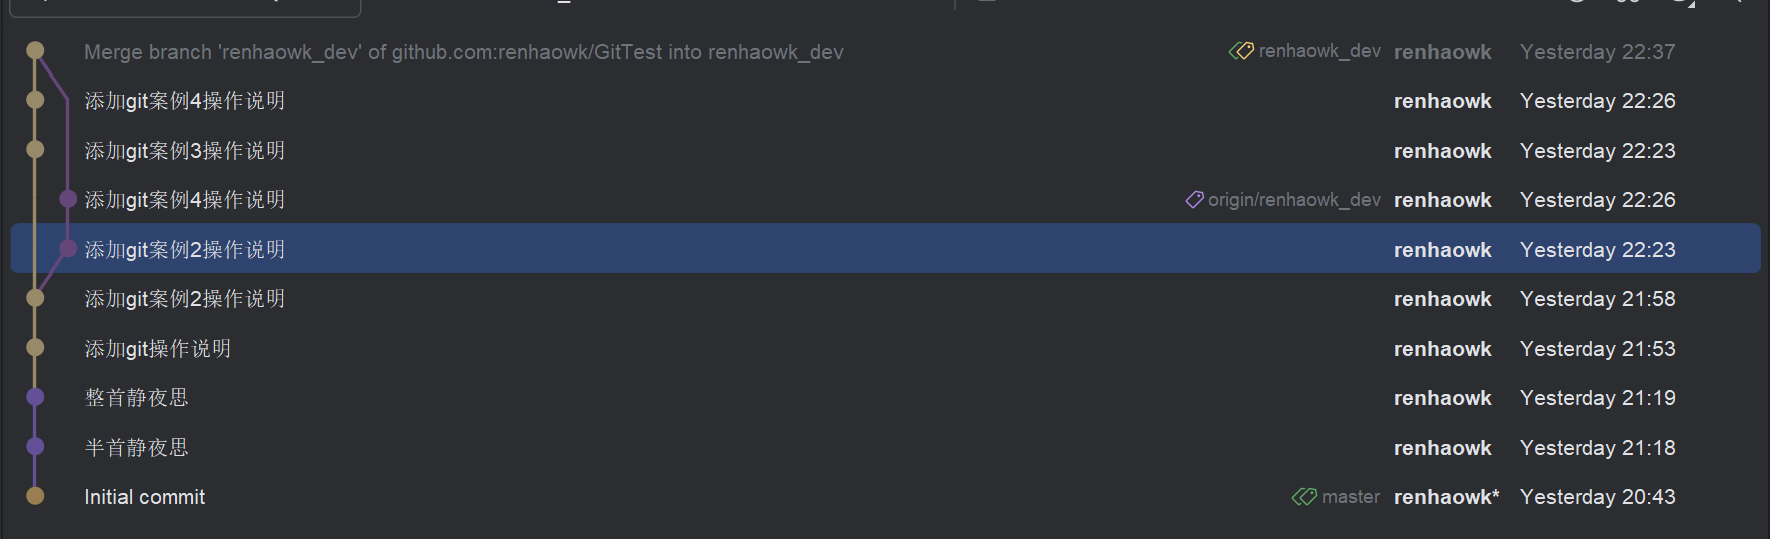 Merge branch 'renhaowk_dev' of github.com:renhaowk/GitTest into renhaowk_dev renhaowk_dev renhaowk Yesterday 22:37
添加git案例4操作说明 renhaowk Yesterday 22:26
添加git案例3操作说明 renhaowk Yesterday 22:23
添加git案例4操作说明 origin/renhaowk_dev renhaowk Yesterday 22:26
添加git案例2操作说明 renhaowk Yesterday 22:23
添加git案例2操作说明 renhaowk Yesterday 21:58
添加git操作说明 renhaowk Yesterday 21:53
整首静夜思 renhaowk Yesterday 21:19
半首静夜思 renhaowk Yesterday 21:18
Initial commit master renhaowk* Yesterday 20:43